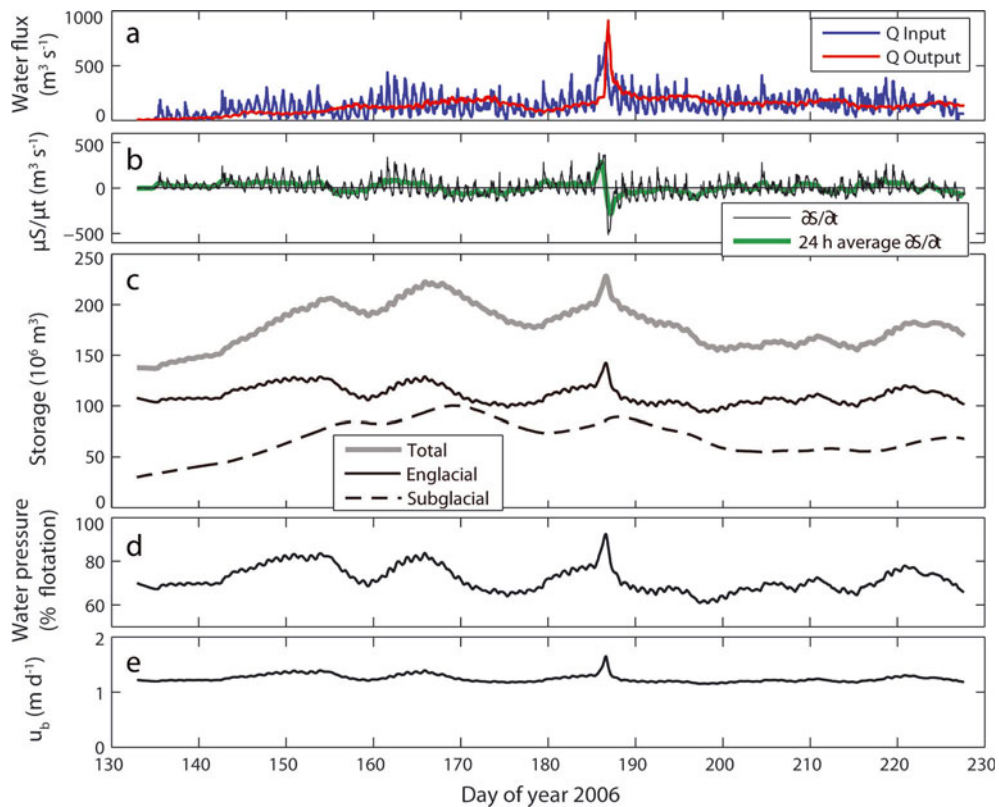 a
Water flux
(m³ s⁻¹)
1000
500
0
Q Input
Q Output
b
µS/µt (m³ s⁻¹)
500
0
−500
∂S/∂t
24 h average ∂S/∂t
c
Storage (10⁶ m³)
250
200
150
100
50
0
Total
Englacial
Subglacial
d
Water pressure
(% flotation)
100
80
60
e
u_b (m d⁻¹)
2
1
0
130 140 150 160 170 180 190 200 210 220 230
Day of year 2006